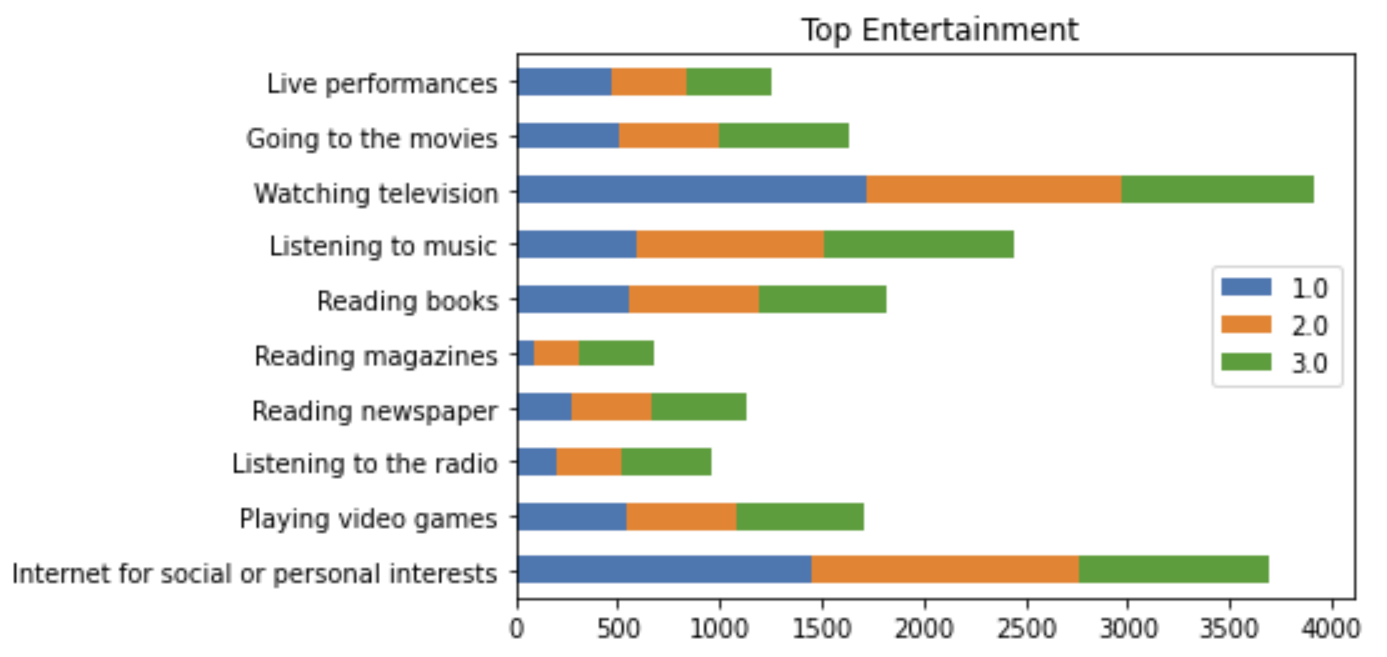 Top Entertainment
Live performances
Going to the movies
Watching television
Listening to music
Reading books
Reading magazines
Reading newspaper
Listening to the radio
Playing video games
Internet for social or personal interests
1.0
2.0
3.0
0 500 1000 1500 2000 2500 3000 3500 4000